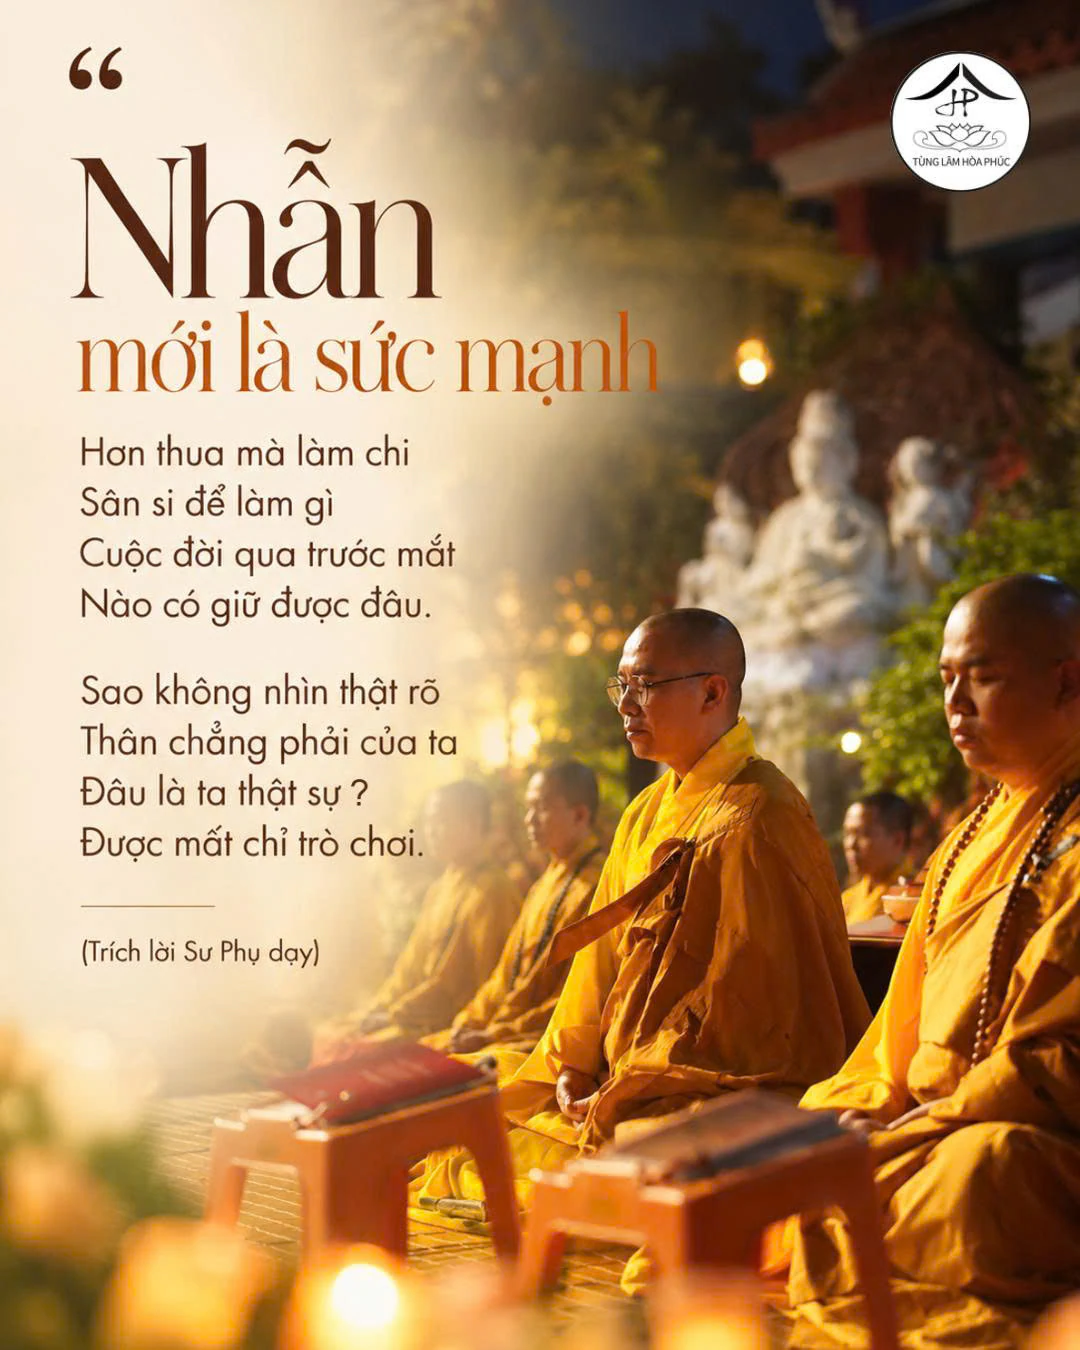 “
Nhẫn
mới là sức mạnh
Hơn thua mà làm chi
Sân si để làm gì
Cuộc đời qua trước mắt
Nào có giữ được đâu.
Sao không nhìn thật rõ
Thân chẳng phải của ta
Đâu là ta thật sự ?
Được mất chỉ trò chơi.
(Trích lời Sư Phụ dạy)
HP
TÙNG LÂM HÒA PHÚC